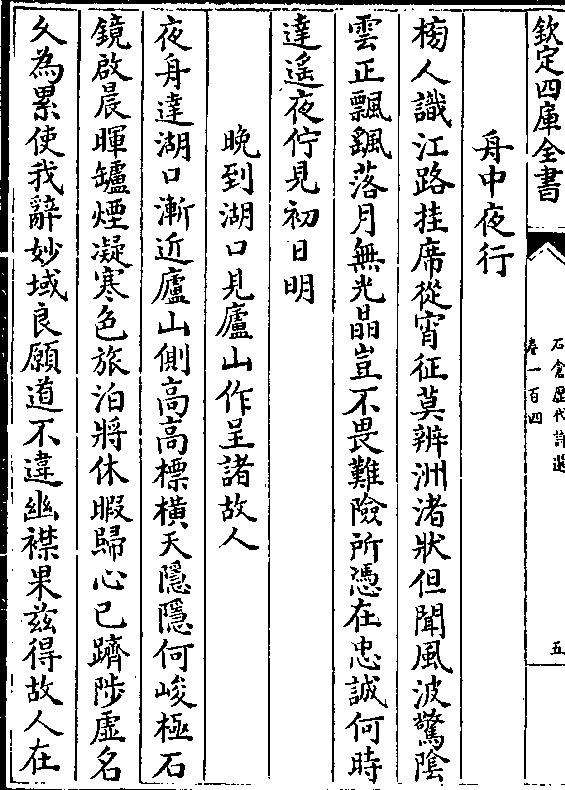 欽定四庫全書
石倉歷代詩選
卷一百四
五
舟中夜行
榜人識江路挂席從宵征莫辨洲渚狀但聞風波驚陰
雲正飄颻落月無光晶豈不畏難險所憑在忠誠何時
達遥夜佇見初日明
晚到湖口見廬山作呈諸故人
夜舟達湖口漸近廬山側高高標横天隱隱何峻極石
鏡啟晨暉罏煙凝寒色旅泊將休暇歸心已躋陟虚名
久為累使我辭妙域良願道不違幽襟果兹得故人在